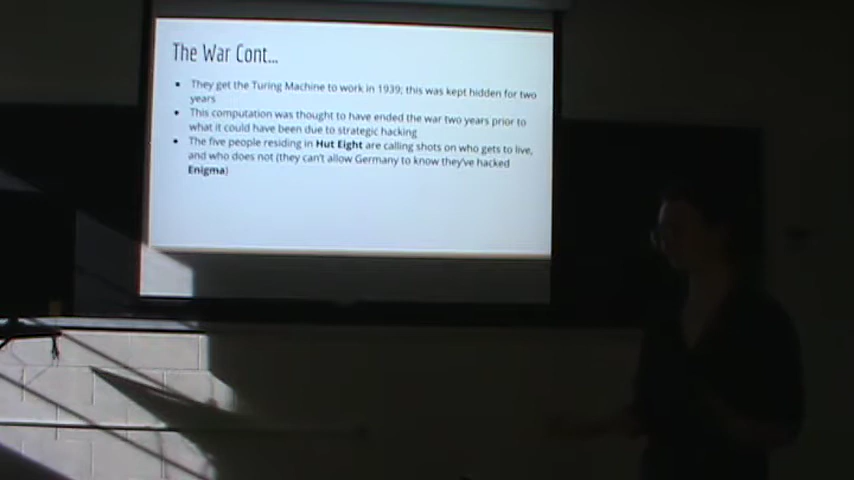 The War Cont...
They get the Turing Machine to work in 1939; this was kept hidden for two
years
This computation was thought to have ended the war two years prior to
what it could have been due to strategic hacking
The five people residing in Hut Eight are calling shots on who gets to live,
and who does not (they can't allow Germany to know they've hacked
Enigma)